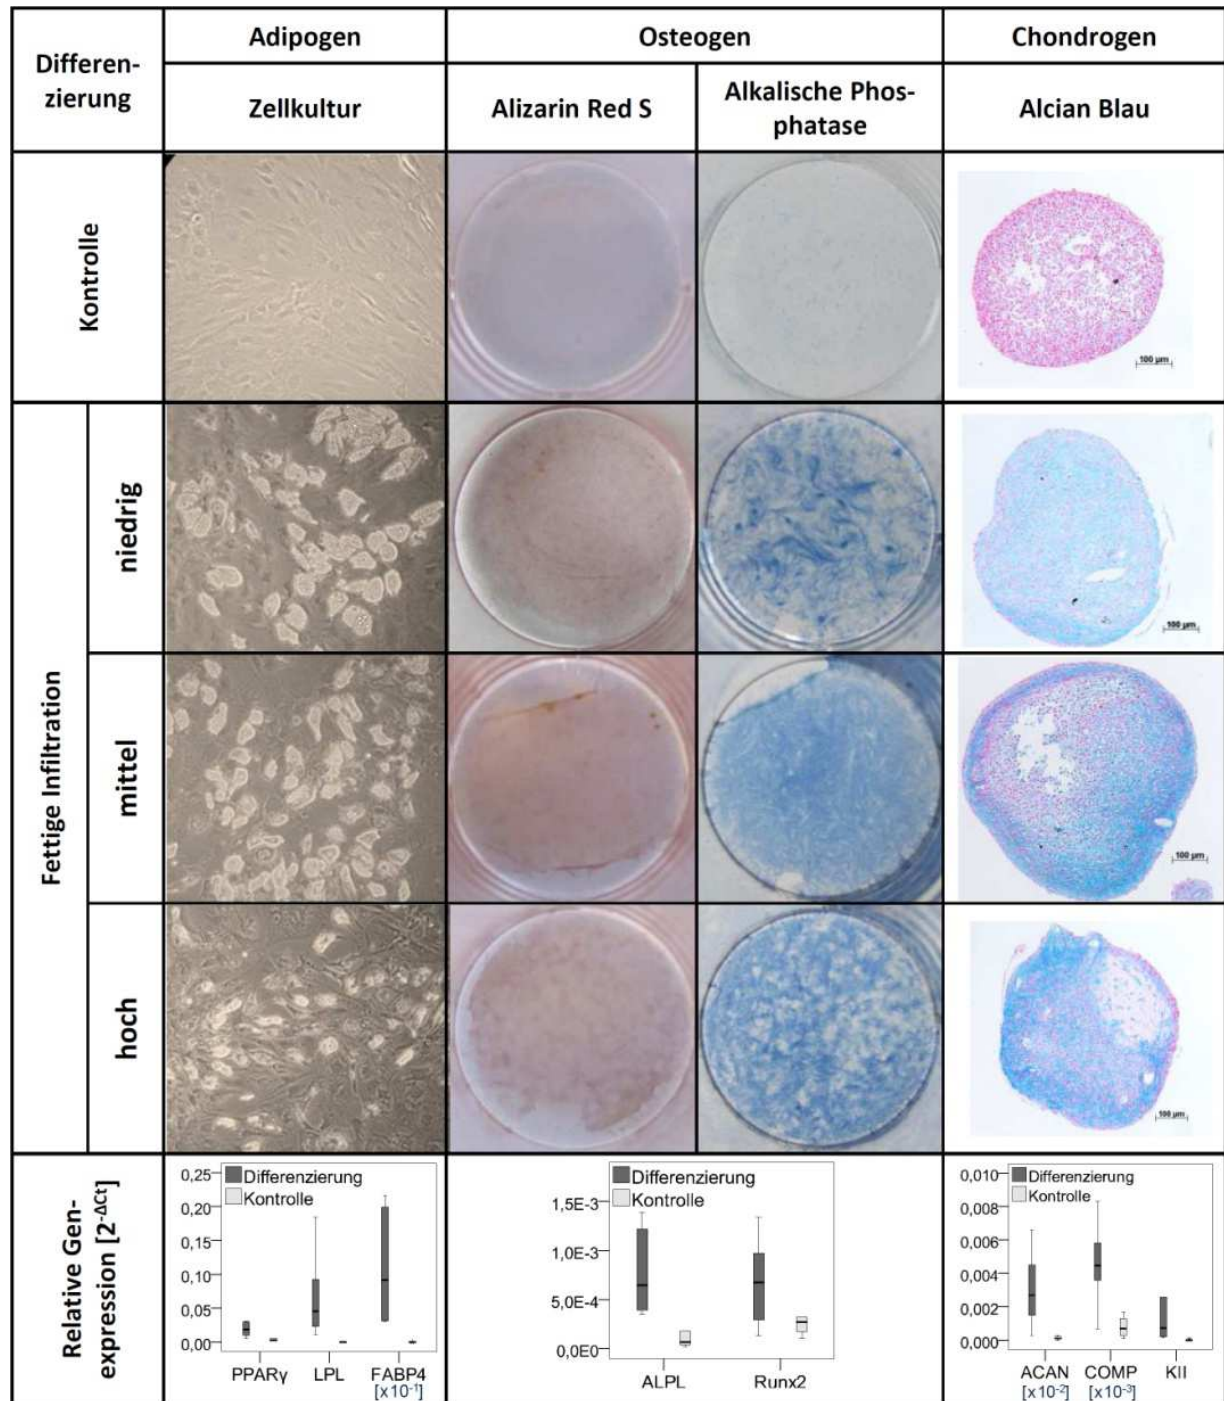 Differen-
zierung
Adipogen
Osteogen
Chondrogen
Zellkultur
Alizarin Red S
Alkalische Phos-
phatase
Alcian Blau
Kontrolle
100 µm
Fettige Infiltration
niedrig
100 µm
mittel
100 µm
hoch
100 µm
Relative Gen-
expression [2^-ΔCt]
Differenzierung
Kontrolle
0,25
0,20
0,15
0,10
0,05
0,00
PPARγ LPL FABP4
[x10^-1]
Differenzierung
Kontrolle
1,5E-3
1,0E-3
5,0E-4
0,0E0
ALPL Runx2
0,010
Differenzierung
Kontrolle
0,008
0,006
0,004
0,002
0,000
ACAN COMP KII
[x10^-2] [x10^-3]